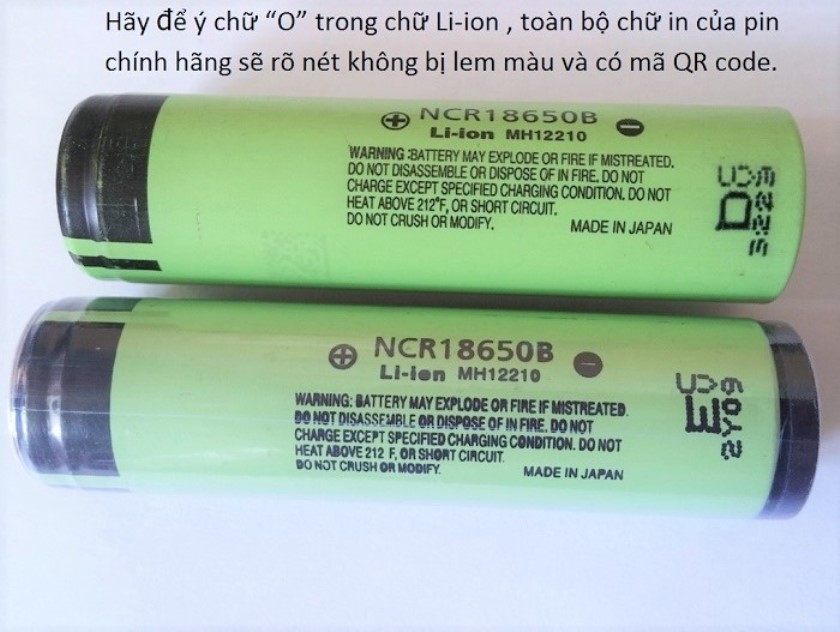 Hãy để ý chữ “O” trong chữ Li-ion , toàn bộ chữ in của pin
chính hãng sẽ rõ nét không bị lem màu và có mã QR code.
NCR18650B
Li-ion MH12210
WARNING :BATTERY MAY EXPLODE OR FIRE IF MISTREATED.
DO NOT DISASSEMBLE OR DISPOSE OF IN FIRE. DO NOT
CHARGE EXCEPT SPECIFIED CHARGING CONDITION. DO NOT
HEAT ABOVE 212°F, OR SHORT CIRCUIT.
DO NOT CRUSH OR MODIFY. MADE IN JAPAN
3223
NCR18650B
Li-ion MH12210
WARNING: BATTERY MAY EXPLODE OR FIRE IF MISTREATED.
DO NOT DISASSEMBLE OR DISPOSE OF IN FIRE. DO NOT
CHARGE EXCEPT SPECIFIED CHARGING CONDITION. DO NOT
HEAT ABOVE 212 F, OR SHORT CIRCUIT.
DO NOT CRUSH OR MODIFY. MADE IN JAPAN
2Y09